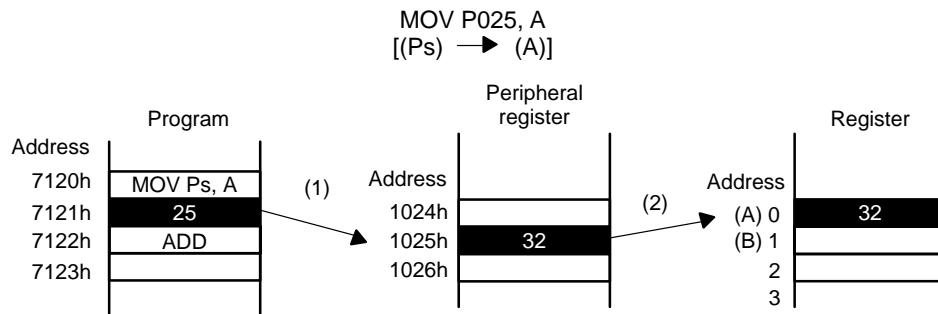 MOV P025, A
[(Ps) → (A)]
Program
Address
7120h MOV Ps, A
7121h 25
7122h ADD
7123h
(1)
Peripheral
register
Address
1024h
1025h 32
1026h
(2)
Register
Address
(A) 0 32
(B) 1
2
3